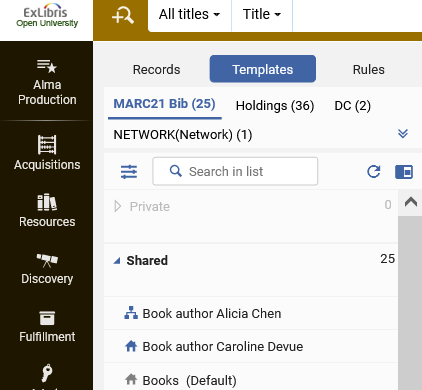 ExLibris
Open University
All titles
Title
Alma
Production
Records
Templates
Rules
MARC21 Bib (25)
Holdings (36)
DC (2)
NETWORK(Network) (1)
Acquisitions
Search in list
Resources
Private
0
Shared
25
Discovery
Book author Alicia Chen
Fulfillment
Book author Caroline Devue
Books (Default)